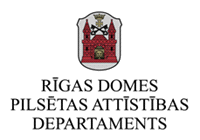 RĪGAS DOMES
PILSĒTAS ATTĪSTĪBAS
DEPARTAMENTS